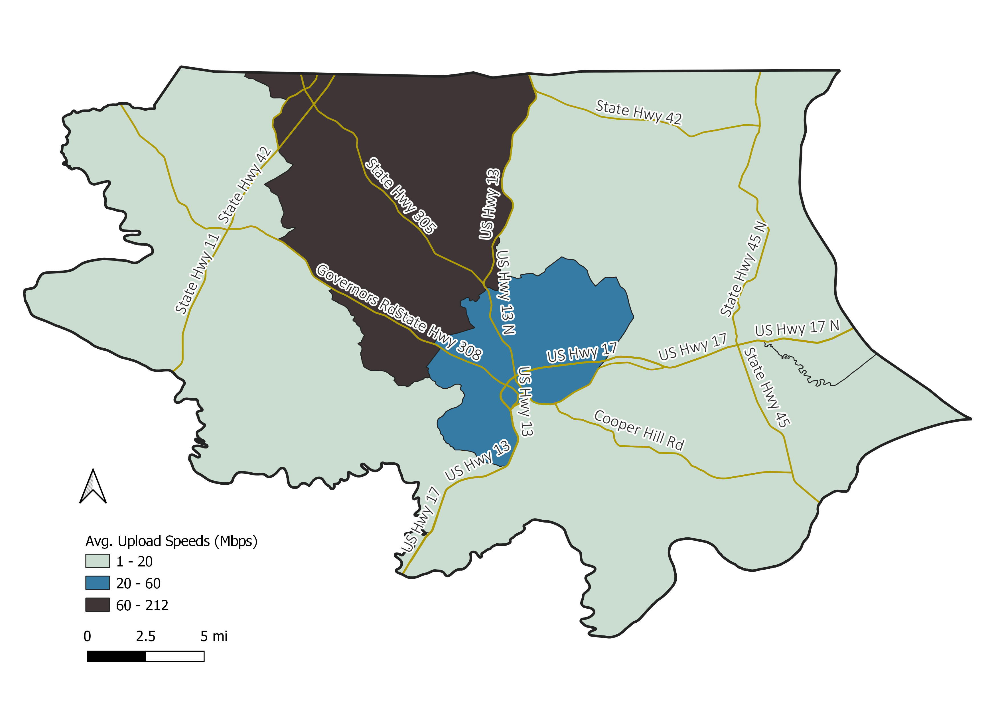 State Hwy 42
State Hwy 42
State Hwy 305
US Hwy 13
State Hwy 11
State Hwy 45 N
US Hwy 13 N
Governors Rd
State Hwy 308
US Hwy 17
US Hwy 17
US Hwy 17 N
State Hwy 45
US Hwy 13
Cooper Hill Rd
US Hwy 13
US Hwy 17
Avg. Upload Speeds (Mbps)
1 - 20
20 - 60
60 - 212
0 2.5 5 mi